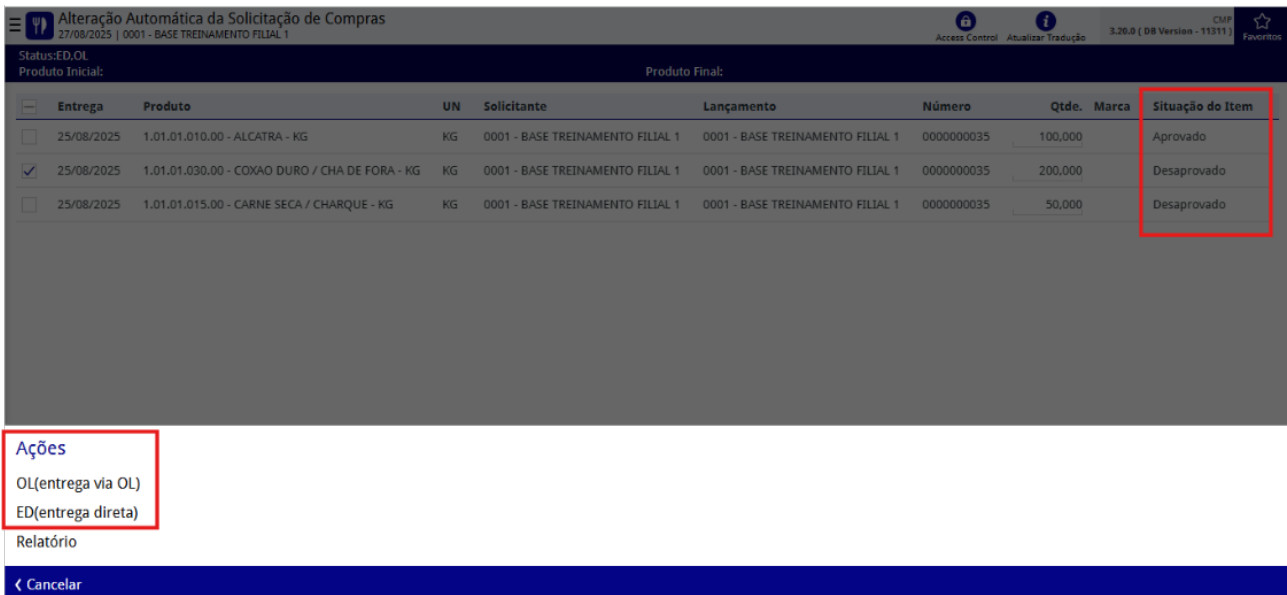 Alteração Automática da Solicitação de Compras
27/08/2025 | 0001 - BASE TREINAMENTO FILIAL 1
Access Control Atualizar Tradução
CMP
3.20.0 ( DB Version - 11311 )
Favoritos
Status:ED,OL
Produto Inicial: Produto Final:
Entrega Produto UN Solicitante Lançamento Número Qtde. Marca Situação do Item
25/08/2025 1.01.01.010.00 - ALCATRA - KG KG 0001 - BASE TREINAMENTO FILIAL 1 0001 - BASE TREINAMENTO FILIAL 1 0000000035 100,000 Aprovado
25/08/2025 1.01.01.030.00 - COXAO DURO / CHA DE FORA - KG KG 0001 - BASE TREINAMENTO FILIAL 1 0001 - BASE TREINAMENTO FILIAL 1 0000000035 200,000 Desaprovado
25/08/2025 1.01.01.015.00 - CARNE SECA / CHARQUE - KG KG 0001 - BASE TREINAMENTO FILIAL 1 0001 - BASE TREINAMENTO FILIAL 1 0000000035 50,000 Desaprovado
Ações
OL(entrega via OL)
ED(entrega direta)
Relatório
Cancelar